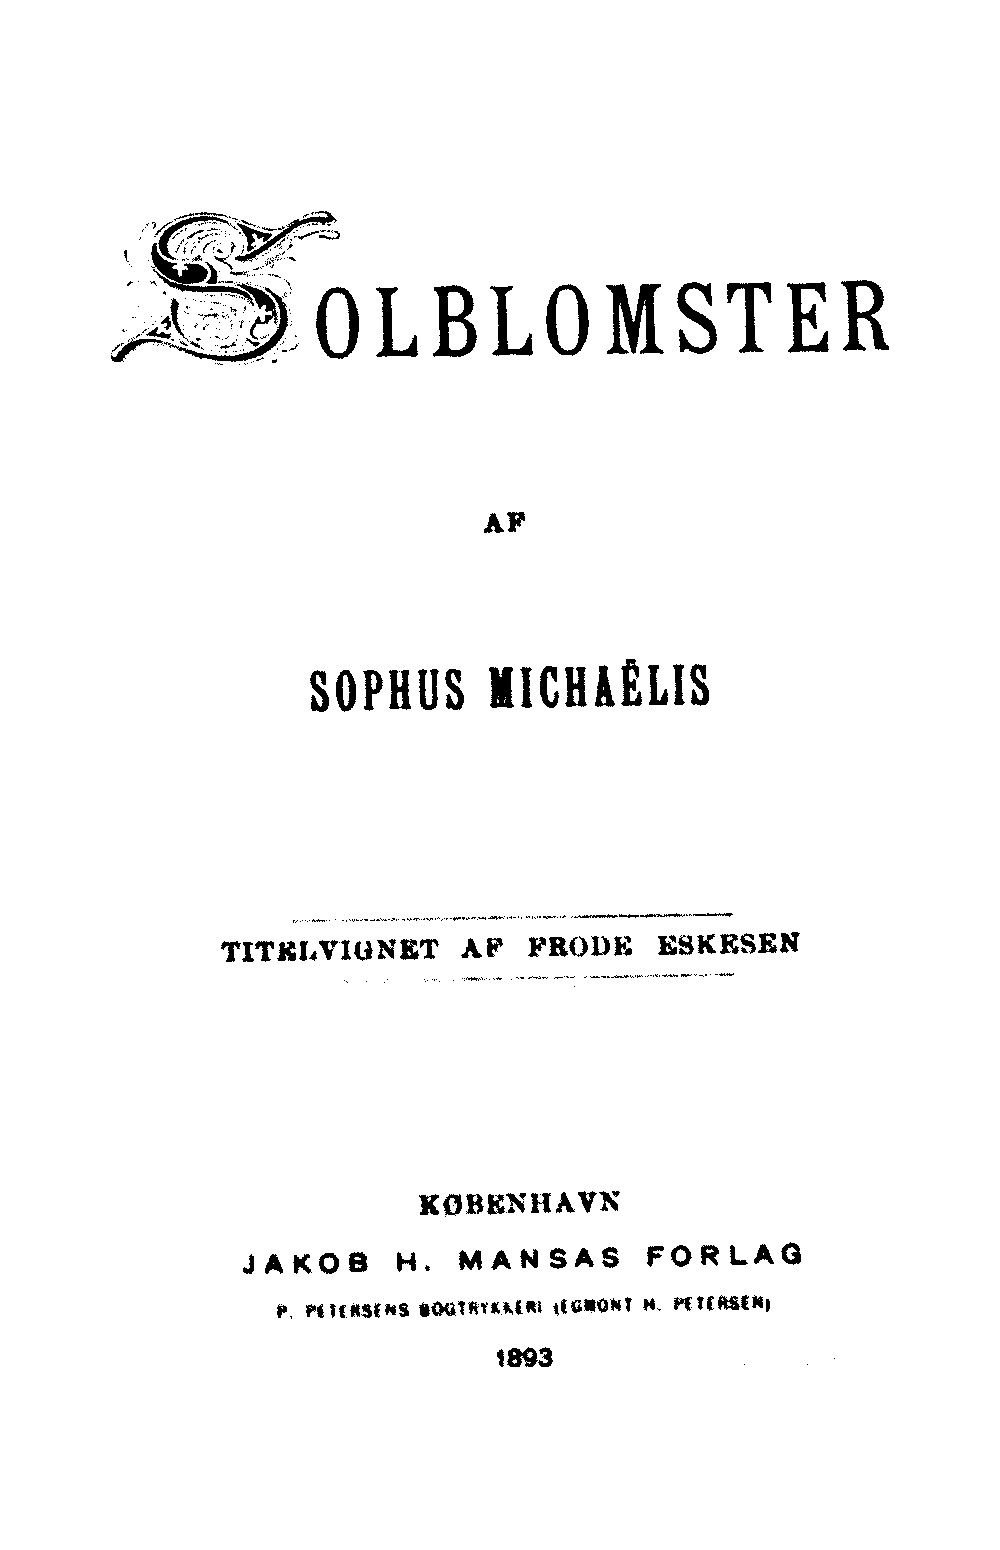 SOLBLOMSTER
AF
SOPHUS MICHAËLIS
TITELVIGNET AF FRODE ESKESEN
KØBENHAVN
JAKOB H. MANSAS FORLAG
P. PETERSENS BOGTRYKKERI (EGMONT H. PETERSEN)
1893